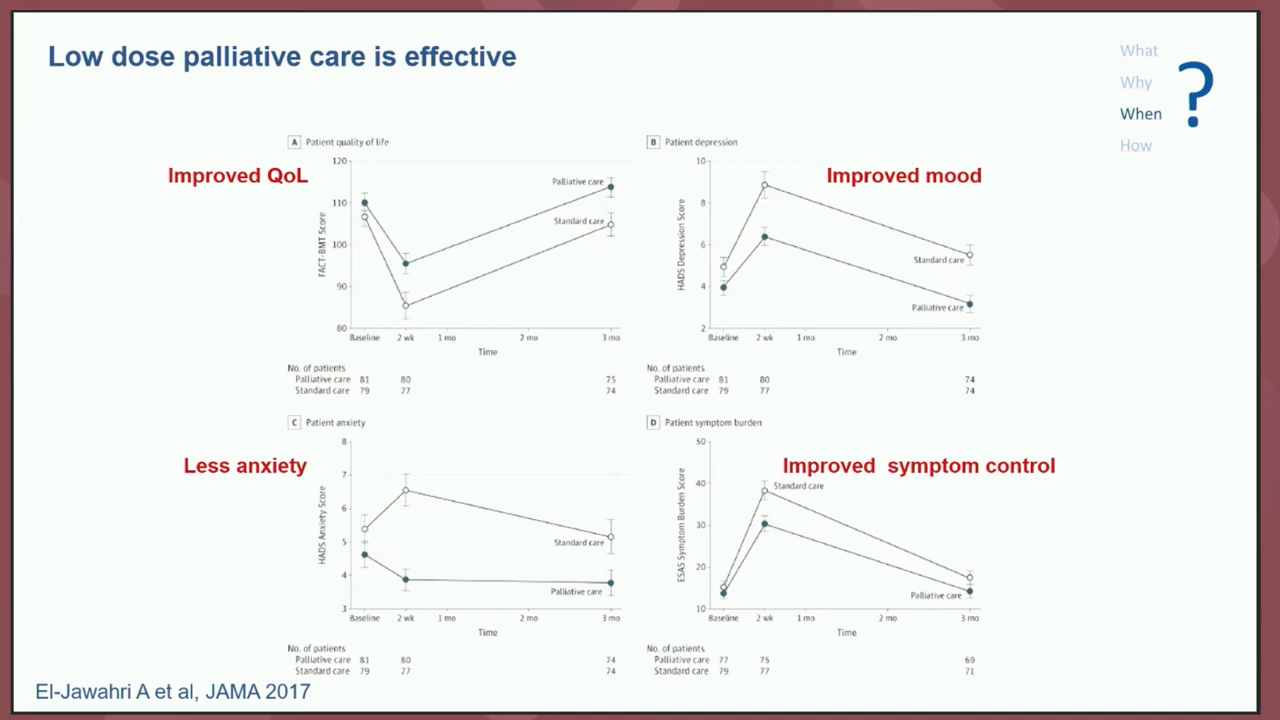 Low dose palliative care is effective
What
Why
When
How
?
A Patient quality of life
Improved QoL
120
110
100
90
80
FACT-BMT Score
Palliative care
Standard care
Baseline 2 wk 1 mo 2 mo 3 mo
Time
No. of patients
Palliative care 81 80 75
Standard care 79 77 74
B Patient depression
Improved mood
10
8
6
4
2
HADS Depression Score
Standard care
Palliative care
Baseline 2 wk 1 mo 2 mo 3 mo
Time
No. of patients
Palliative care 81 80 74
Standard care 79 77 74
C Patient anxiety
Less anxiety
8
7
6
5
4
3
HADS Anxiety Score
Standard care
Palliative care
Baseline 2 wk 1 mo 2 mo 3 mo
Time
No. of patients
Palliative care 81 80 74
Standard care 79 77 74
D Patient symptom burden
Improved symptom control
50
40
30
20
10
ESAS Symptom Burden Score
Standard care
Palliative care
Baseline 2 wk 1 mo 2 mo 3 mo
Time
No. of patients
Palliative care 77 75 69
Standard care 79 77 71
El-Jawahri A et al, JAMA 2017